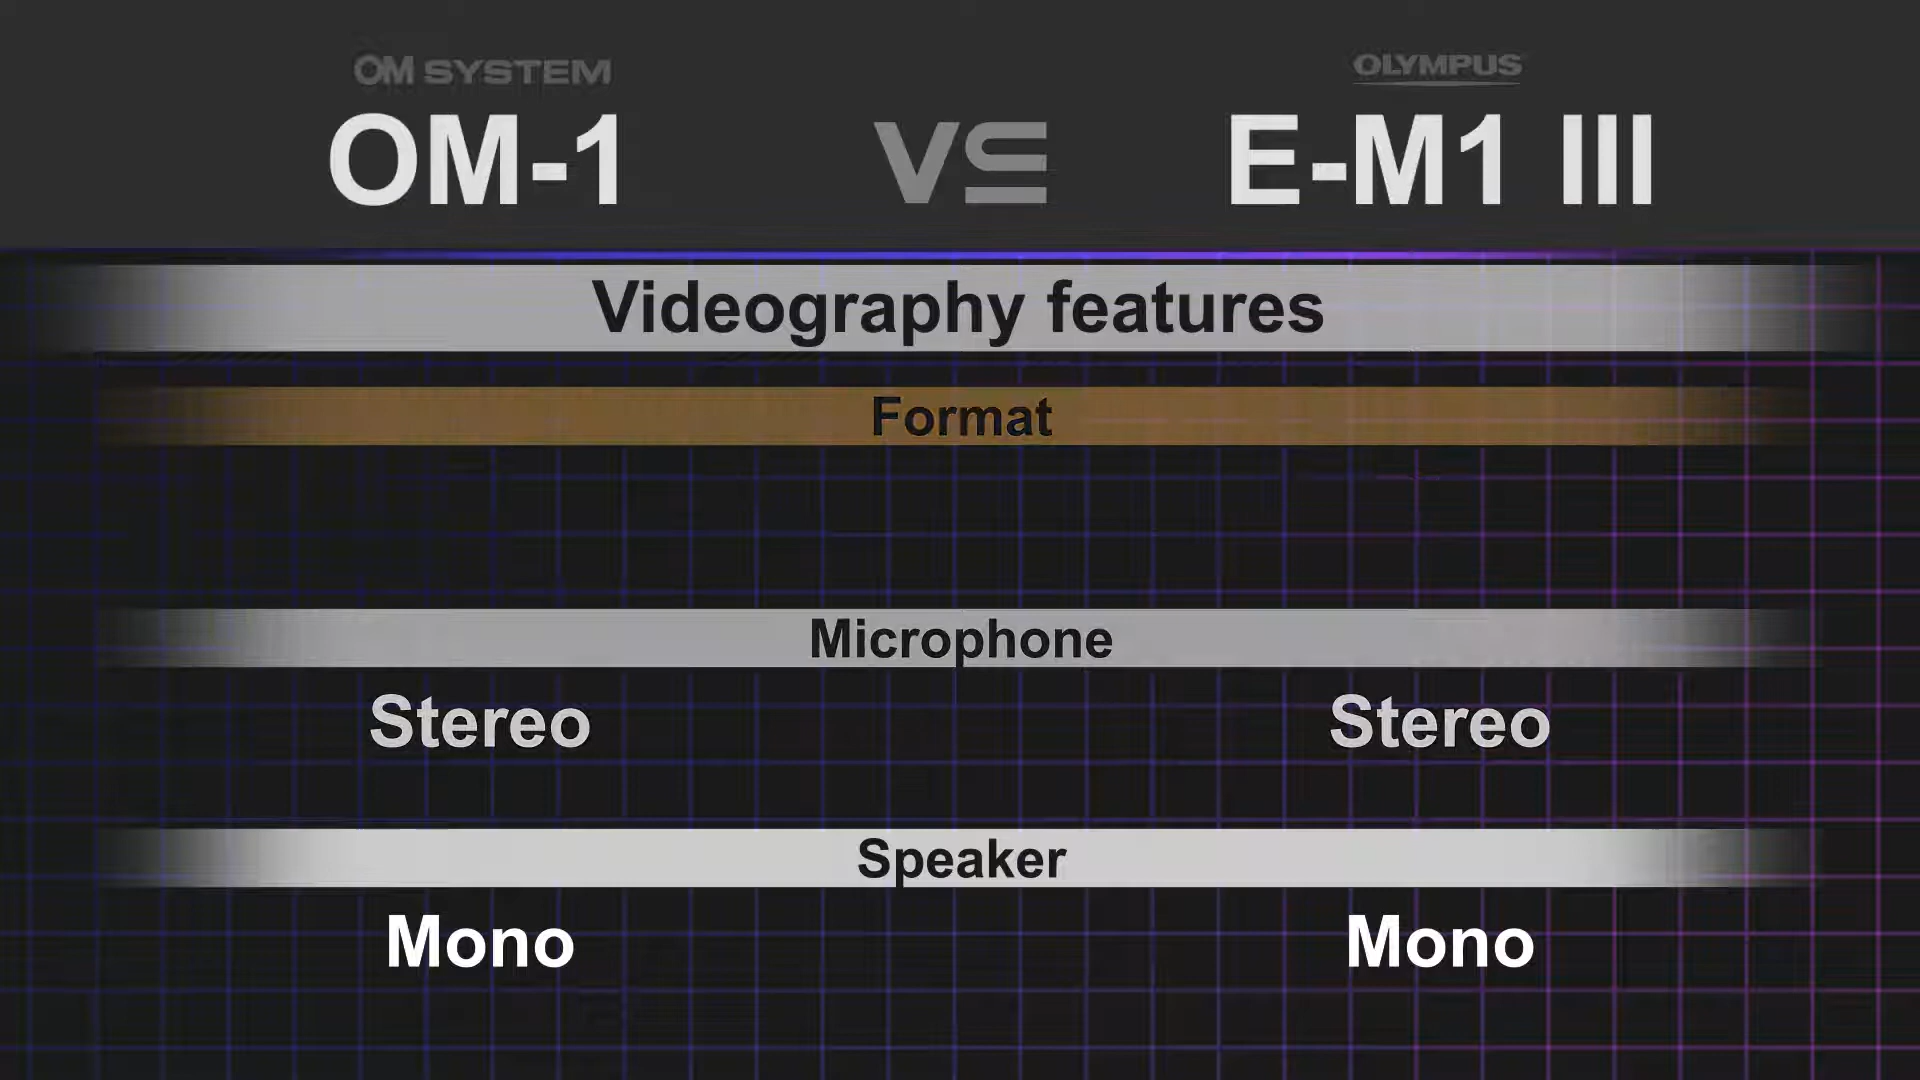 OM SYSTEM
OLYMPUS
OM-1
VS
E-M1 III
Videography features
Format
Microphone
Stereo
Stereo
Speaker
Mono
Mono